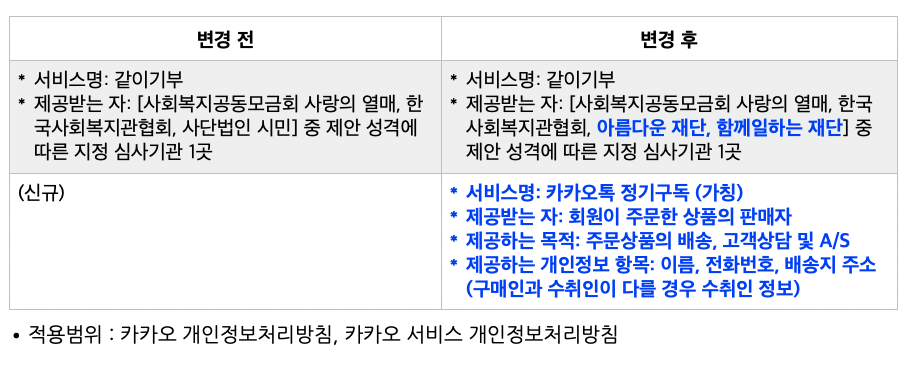 변경 전
변경 후
* 서비스명: 같이기부
* 제공받는 자: [사회복지공동모금회 사랑의 열매, 한
국사회복지관협회, 사단법인 시민] 중 제안 성격에
따른 지정 심사기관 1곳
* 서비스명: 같이기부
* 제공받는 자: [사회복지공동모금회 사랑의 열매, 한국
사회복지관협회, 아름다운 재단, 함께일하는 재단] 중
제안 성격에 따른 지정 심사기관 1곳
(신규)
* 서비스명: 카카오톡 정기구독 (가칭)
* 제공받는 자: 회원이 주문한 상품의 판매자
* 제공하는 목적: 주문상품의 배송, 고객상담 및 A/S
* 제공하는 개인정보 항목: 이름, 전화번호, 배송지 주소
(구매인과 수취인이 다를 경우 수취인 정보)
• 적용범위 : 카카오 개인정보처리방침, 카카오 서비스 개인정보처리방침